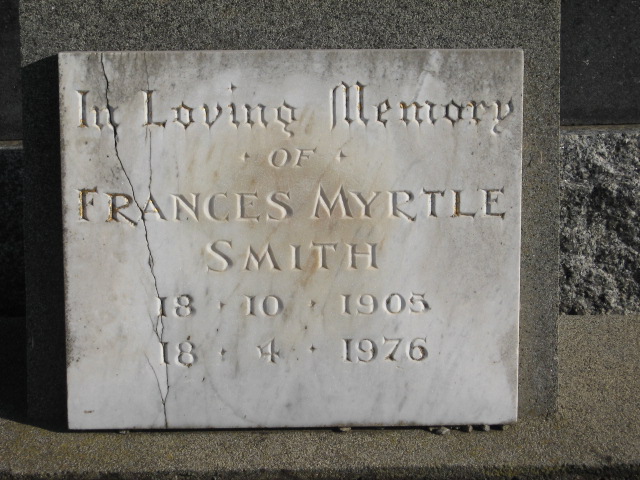 In Loving Memory
· OF ·
FRANCES MYRTLE
SMITH
18 · 10 · 1905
18 · 4 · 1976